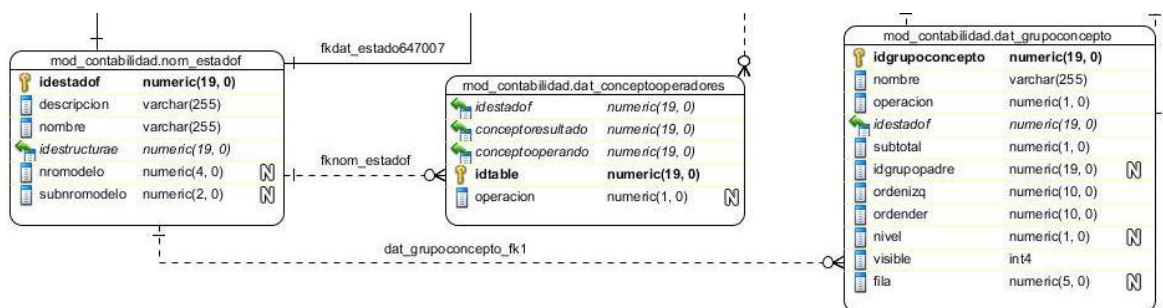 fkdat_estado647007
mod_contabilidad.nom_estadof
idestadof numeric(19, 0)
descripcion varchar(255)
nombre varchar(255)
idestructurae numeric(19, 0)
nromodelo numeric(4, 0) N
subnromodelo numeric(2, 0) N
fknom_estadof
mod_contabilidad.dat_conceptooperadores
idestadof numeric(19, 0)
conceptoresultado numeric(19, 0)
conceptooperando numeric(19, 0)
idtable numeric(19, 0)
operacion numeric(1, 0) N
dat_grupoconcepto_fk1
mod_contabilidad.dat_grupoconcepto
idgrupoconcepto numeric(19, 0)
nombre varchar(255)
operacion numeric(1, 0)
idestadof numeric(19, 0)
subtotal numeric(1, 0)
idgrupopadre numeric(19, 0) N
ordenizq numeric(10, 0)
ordender numeric(10, 0)
nivel numeric(1, 0) N
visible int4
fila numeric(5, 0) N